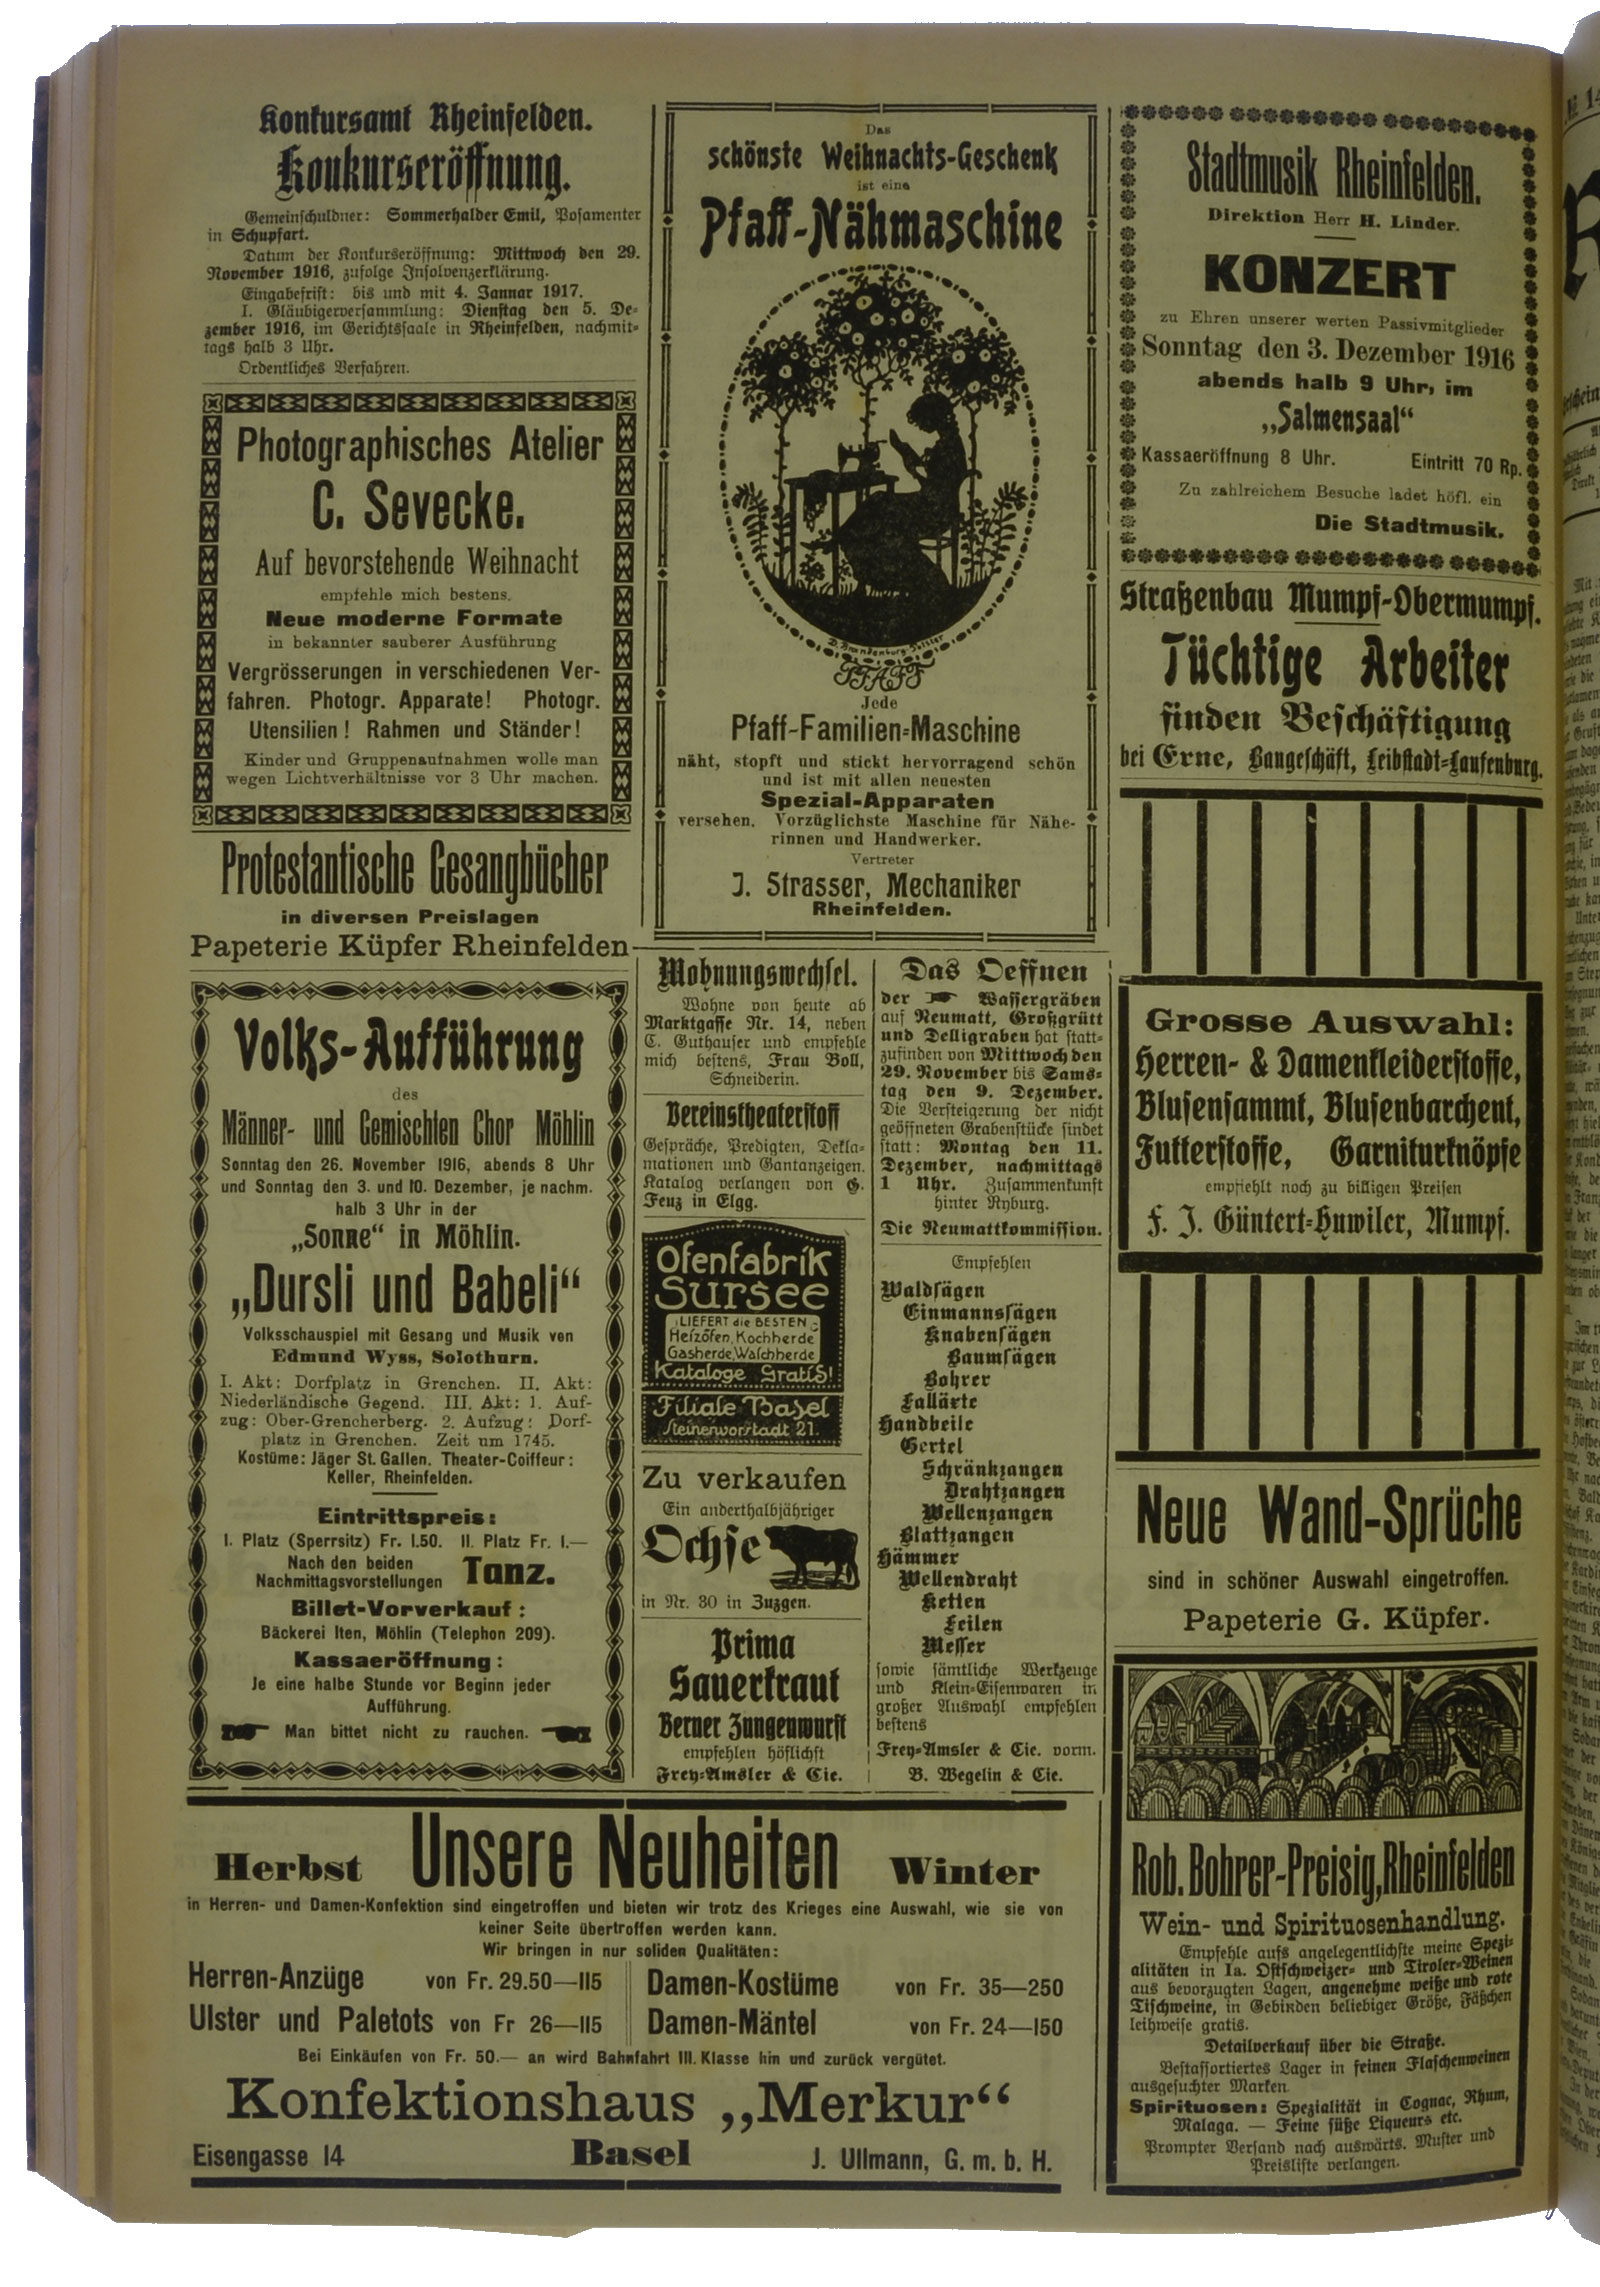 Konkursamt Rheinfelden.
Konkurseröffnung.
Gemeinschuldner: Sommerhalder Emil, Posamenter
in Schupfart.
Datum der Konkurseröffnung: Mittwoch den 29.
November 1916, zufolge Insolvenzerklärung.
Eingabefrist: bis und mit 4. Januar 1917.
I. Gläubigerversammlung: Dienstag den 5. De-
zember 1916, im Gerichtssaale in Rheinfelden, nachmit-
tags halb 3 Uhr.
Ordentliches Verfahren.
Photographisches Atelier
C. Sevecke.
Auf bevorstehende Weihnacht
empfehle mich bestens.
Neue moderne Formate
in bekannter sauberer Ausführung
Vergrösserungen in verschiedenen Ver-
fahren. Photogr. Apparate! Photogr.
Utensilien! Rahmen und Ständer!
Kinder und Gruppenaufnahmen wolle man
wegen Lichtverhältnisse vor 3 Uhr machen.
Protestantische Gesangbücher
in diversen Preislagen
Papeterie Küpfer Rheinfelden
Volks-Aufführung
des
Männer- und Gemischten Chor Möhlin
Sonntag den 26. November 1916, abends 8 Uhr
und Sonntag den 3. und 10. Dezember, je nachm.
halb 3 Uhr in der
„Sonne“ in Möhlin.
„Dursli und Babeli“
Volksschauspiel mit Gesang und Musik von
Edmund Wyss, Solothurn.
I. Akt: Dorfplatz in Grenchen. II. Akt:
Niederländische Gegend. III. Akt: 1. Auf-
zug: Ober-Grencherberg. 2. Aufzug: Dorf-
platz in Grenchen. Zeit um 1745.
Kostüme: Jäger St. Gallen. Theater-Coiffeur:
Keller, Rheinfelden.
Eintrittspreis:
I. Platz (Sperrsitz) Fr. 1.50. II. Platz Fr. 1.—
Nach den beiden
Nachmittagsvorstellungen Tanz.
Billet-Vorverkauf:
Bäckerei Iten, Möhlin (Telephon 209).
Kassaeröffnung:
Je eine halbe Stunde vor Beginn jeder
Aufführung.
Man bittet nicht zu rauchen.
Das
schönste Weihnachts-Geschenk
ist eine
Pfaff-Nähmaschine
D. Brandenburg-Polster
PFAFF
Jede
Pfaff-Familien-Maschine
näht, stopft und stickt hervorragend schön
und ist mit allen neuesten
Spezial-Apparaten
versehen. Vorzüglichste Maschine für Nähe-
rinnen und Handwerker.
Vertreter
J. Strasser, Mechaniker
Rheinfelden.
Wohnungswechsel.
Wohne von heute ab
Marktgasse Nr. 14, neben
C. Guthauser und empfehle
mich bestens, Frau Boll,
Schneiderin.
Vereinstheaterstoff
Gespräche, Predigten, Dekla-
mationen und Gantanzeigen.
Katalog verlangen von G.
Feuz in Elgg.
Ofenfabrik
Sursee
LIEFERT die BESTEN
Heizöfen, Kochherde
Gasherde, Waschherde
Kataloge Gratis!
Filiale Basel
Steinenvorstadt 21.
Zu verkaufen
Ein anderthalbjähriger
Ochse
in Nr. 30 in Zuzgen.
Prima
Sauerkraut
Berner Zungenwurst
empfehlen höflichst
Frey-Amsler & Cie.
Das Oeffnen
der Wassergräben
auf Neumatt, Großgrütt
und Delligraben hat statt-
zufinden von Mittwoch den
29. November bis Sams-
tag den 9. Dezember.
Die Versteigerung der nicht
geöffneten Grabenstücke findet
statt: Montag den 11.
Dezember, nachmittags
1 Uhr. Zusammenkunft
hinter Ryburg.
Die Neumattkommission.
Empfehlen
Waldsägen
Einmannssägen
Knabensägen
Baumsägen
Bohrer
Falläxte
Handbeile
Gertel
Schränkzangen
Drahtzangen
Wellenzangen
Blattzangen
Hämmer
Wellendraht
Ketten
Feilen
Messer
sowie sämtliche Werkzeuge
und Klein-Eisenwaren in
großer Auswahl empfehlen
bestens
Frey-Amsler & Cie. vorm.
B. Wegelin & Cie.
Stadtmusik Rheinfelden.
Direktion Herr H. Linder.
KONZERT
zu Ehren unserer werten Passivmitglieder
Sonntag den 3. Dezember 1916
abends halb 9 Uhr, im
„Salmensaal“
Kassaeröffnung 8 Uhr. Eintritt 70 Rp.
Zu zahlreichem Besuche ladet höfl. ein
Die Stadtmusik.
Straßenbau Mumpf-Obermumpf.
Tüchtige Arbeiter
finden Beschäftigung
bei Erne, Baugeschäft, Leibstadt-Laufenburg.
Grosse Auswahl:
Herren- & Damenkleiderstoffe,
Blusensammt, Blusenbarchent,
Futterstoffe, Garniturknöpfe
empfiehlt noch zu billigen Preisen
F. J. Güntert-Huwiler, Mumpf.
Neue Wand-Sprüche
sind in schöner Auswahl eingetroffen.
Papeterie G. Küpfer.
Rob. Bohrer-Preisig, Rheinfelden
Wein- und Spirituosenhandlung.
Empfehle aufs angelegentlichste meine Spezi-
alitäten in Ia. Ostschweizer- und Tiroler-Weinen
aus bevorzugten Lagen, angenehme weiße und rote
Tischweine, in Gebinden beliebiger Größe, Fäßchen
leihweise gratis.
Detailverkauf über die Straße.
Bestassortiertes Lager in feinen Flaschenweinen
ausgesuchter Marken
Spirituosen: Spezialität in Cognac, Rhum,
Malaga. — Feine süße Liqueurs etc.
Prompter Versand nach auswärts. Muster und
Preisliste verlangen.
Herbst Unsere Neuheiten Winter
in Herren- und Damen-Konfektion sind eingetroffen und bieten wir trotz des Krieges eine Auswahl, wie sie von
keiner Seite übertroffen werden kann.
Wir bringen in nur soliden Qualitäten:
Herren-Anzüge von Fr. 29.50—115 Damen-Kostüme von Fr. 35—250
Ulster und Paletots von Fr 26—115 Damen-Mäntel von Fr. 24—150
Bei Einkäufen von Fr. 50.— an wird Bahnfahrt III. Klasse hin und zurück vergütet.
Konfektionshaus „Merkur“
Eisengasse 14 Basel J. Ullmann, G. m. b. H.